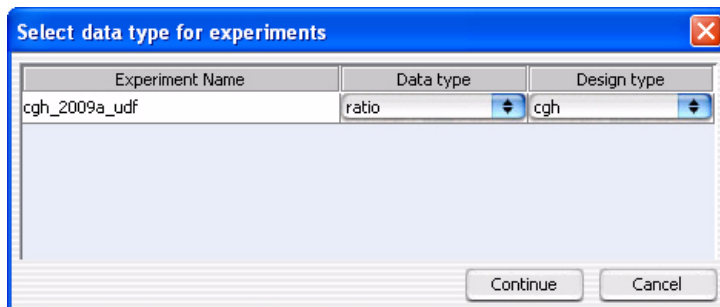 Select data type for experiments
Experiment Name Data type Design type
cgh_2009a_udf ratio cgh
Continue Cancel